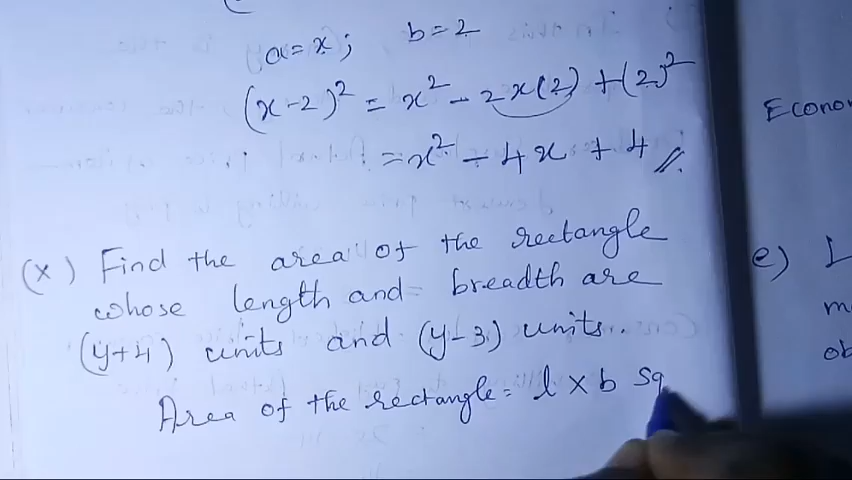 a=x; b=2
(x-2)² = x² - 2x(2) + (2)²
= x² - 4x + 4 //.
(x) Find the area of the rectangle
whose length and breadth are
(y+4) units and (y-3) units.
Area of the rectangle = l × b sq
Econo
e)
m
ob